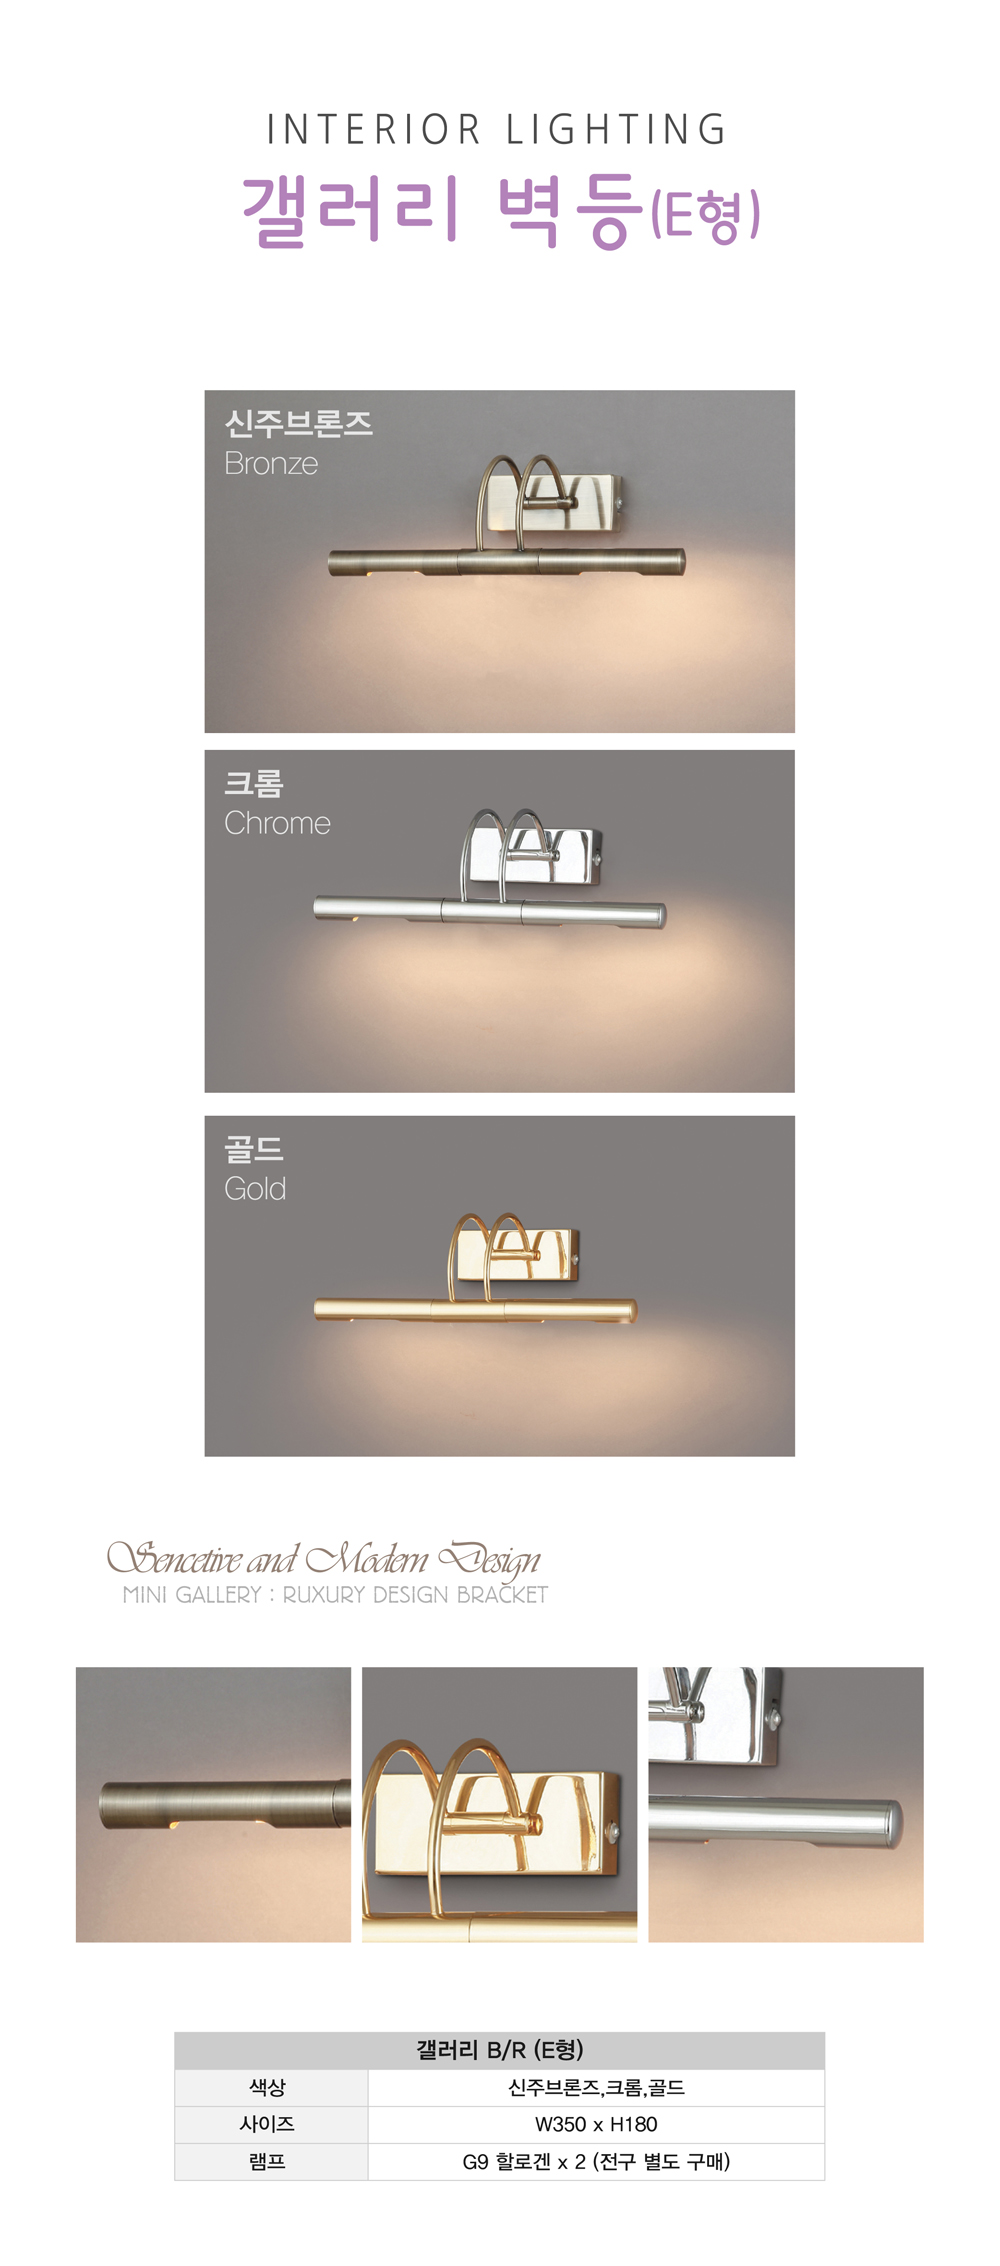 INTERIOR LIGHTING
갤러리 벽등(E형)
신주브론즈
Bronze
크롬
Chrome
골드
Gold
Sencetive and Modern Design
MINI GALLERY : RUXURY DESIGN BRACKET
갤러리 B/R (E형)
색상 신주브론즈,크롬,골드
사이즈 W350 x H180
램프 G9 할로겐 x 2 (전구 별도 구매)